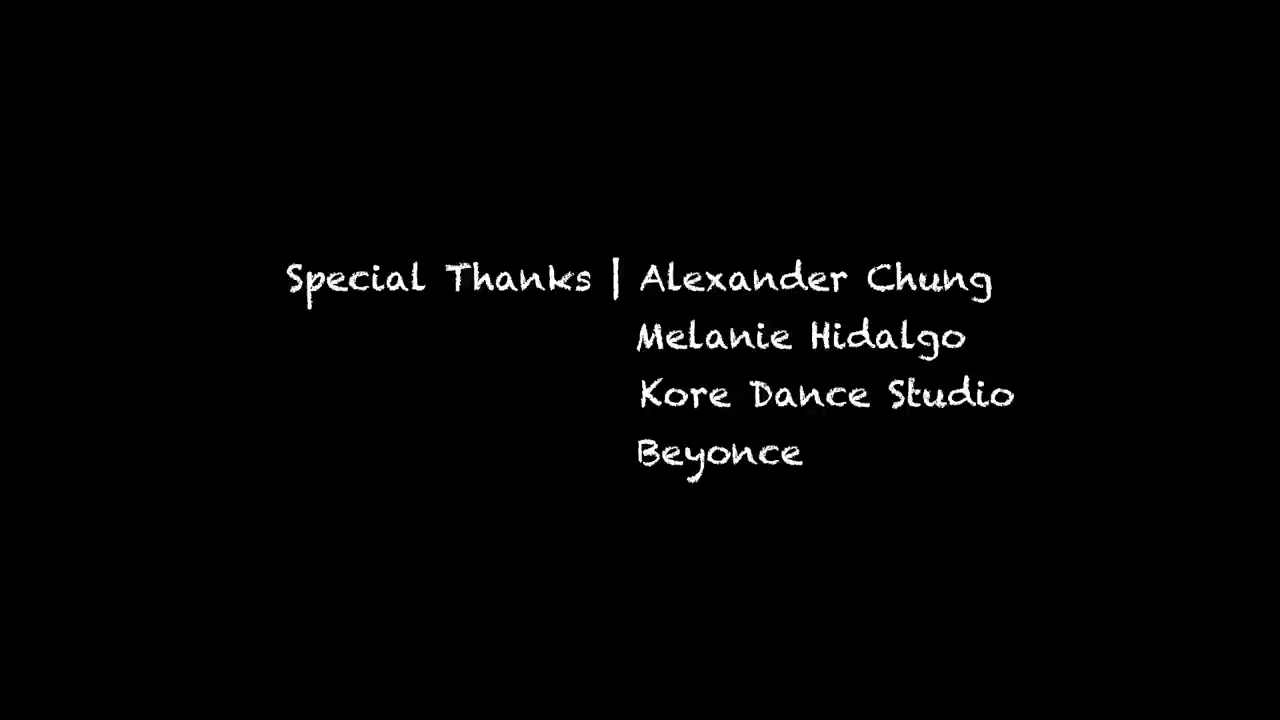 Special Thanks | Alexander Chung
Melanie Hidalgo
Kore Dance Studio
Beyonce